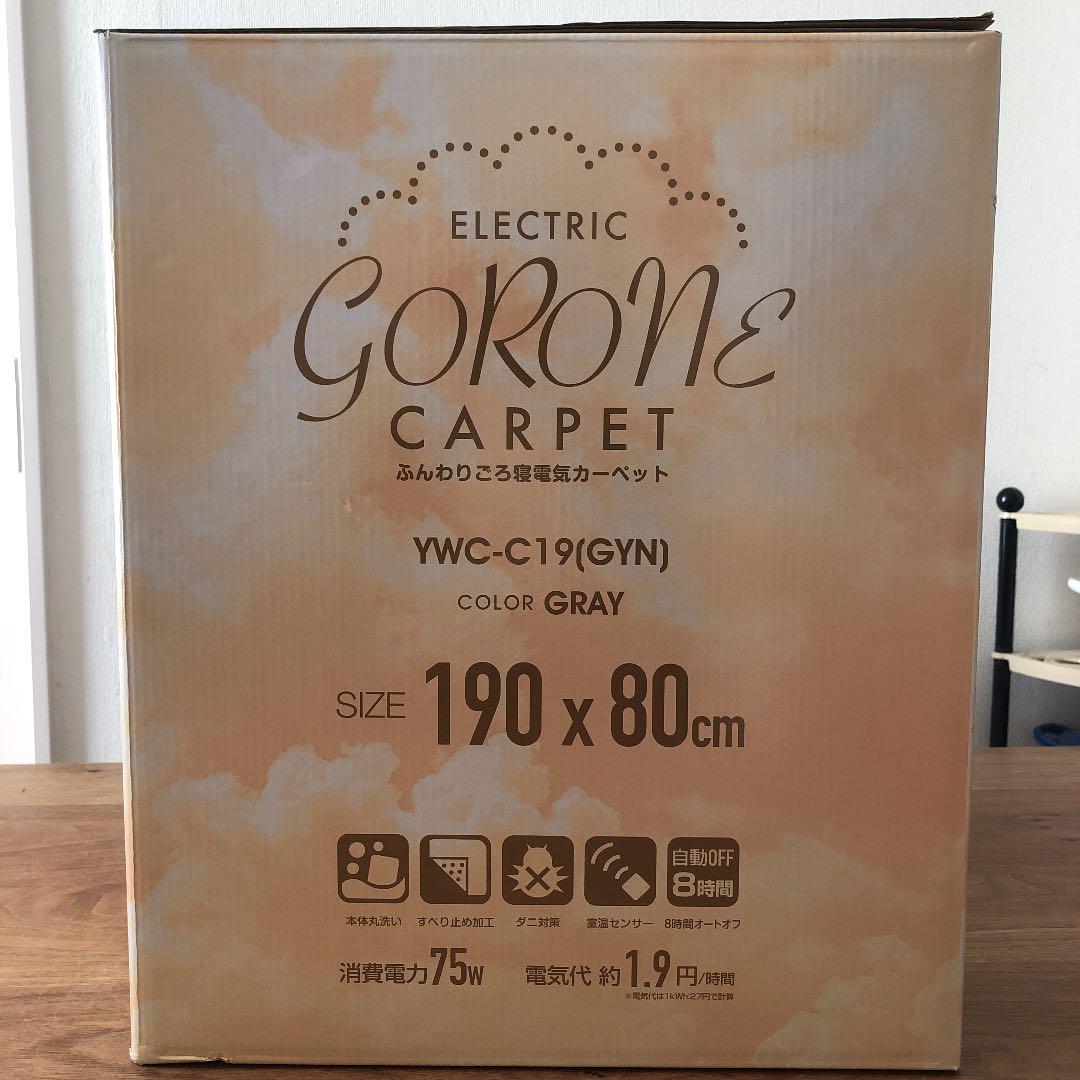 ELECTRIC
GORONE
CARPET
ふんわりごろ寝電気カーペット
YWC-C19(GYN)
COLOR GRAY
SIZE 190 x 80cm
自動OFF
8時間
本体丸洗い すべり止め加工 ダニ対策 室温センサー 8時間オートオフ
消費電力75W 電気代 約1.9円/時間
※電気代は1kWh:27円で計算